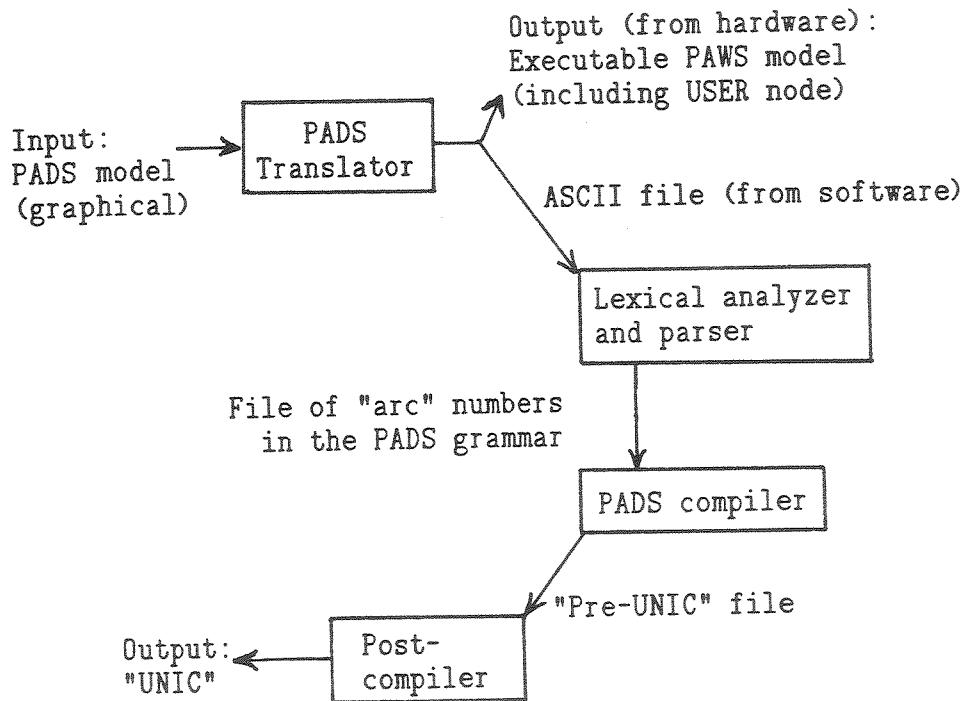 Output (from hardware):
Executable PAWS model
(including USER node)
Input:
PADS model
(graphical)
PADS
Translator
ASCII file (from software)
Lexical analyzer
and parser
File of "arc" numbers
in the PADS grammar
PADS compiler
"Pre-UNIC" file
Post-
compiler
Output:
"UNIC"